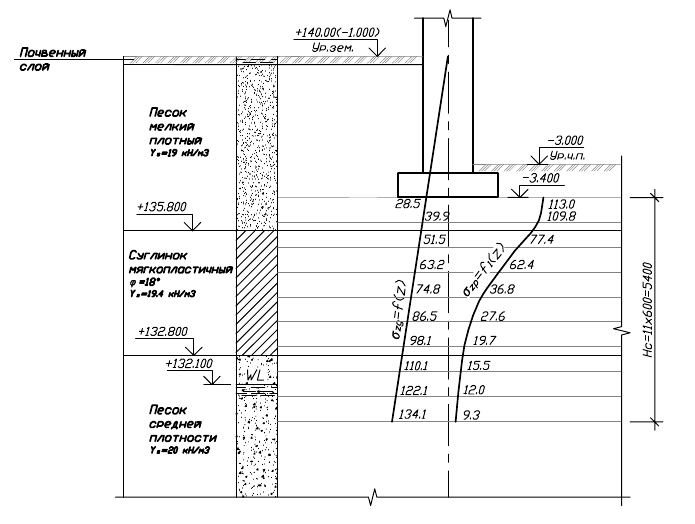 +140.00(-1.000)
Ур.зем.
Почвенный
слой
Песок
мелкий
плотный
γ₀=19 кН/м3
-3.000
Ур.ч.п.
-3.400
+135.800
28.5
113.0
39.9
109.8
51.5
77.4
Суглинок
мягкопластичный
φ =18°
γ₀=19.4 кН/м3
63.2
62.4
74.8
36.8
σzg=f(Z)
σzp=f1(Z)
86.5
27.6
98.1
19.7
Hc=11x600=5400
+132.800
+132.100
WL
110.1
15.5
122.1
12.0
134.1
9.3
Песок
средней
плотности
γ₀=20 кН/м3